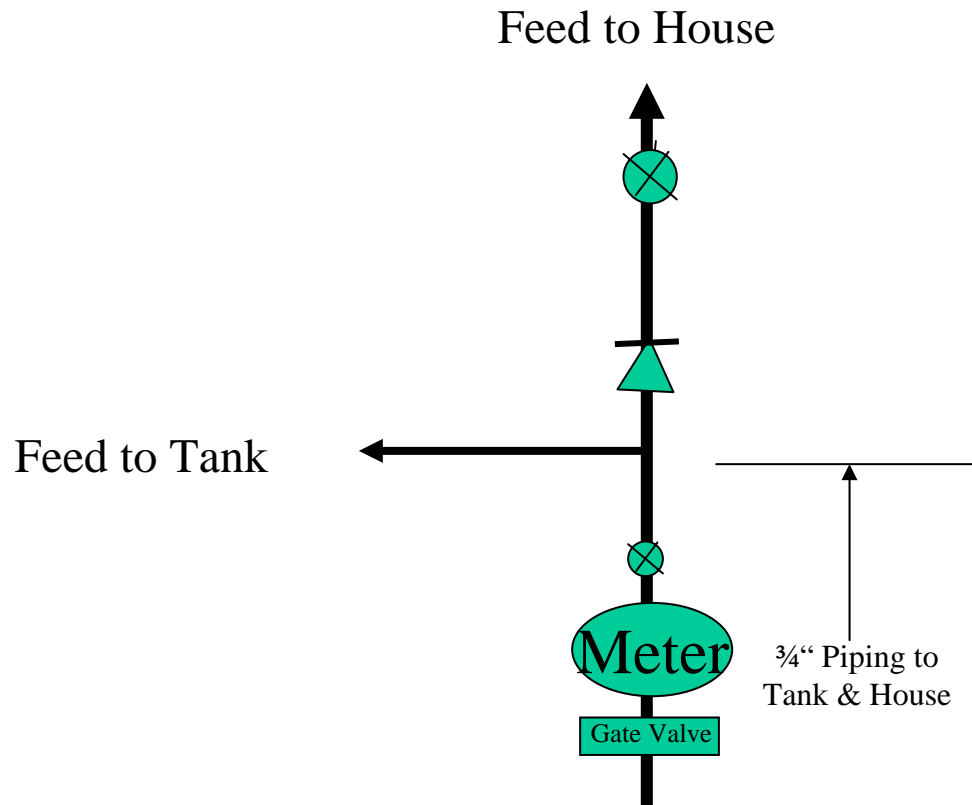 Feed to House
Feed to Tank
Meter
¾“ Piping to
Tank & House
Gate Valve